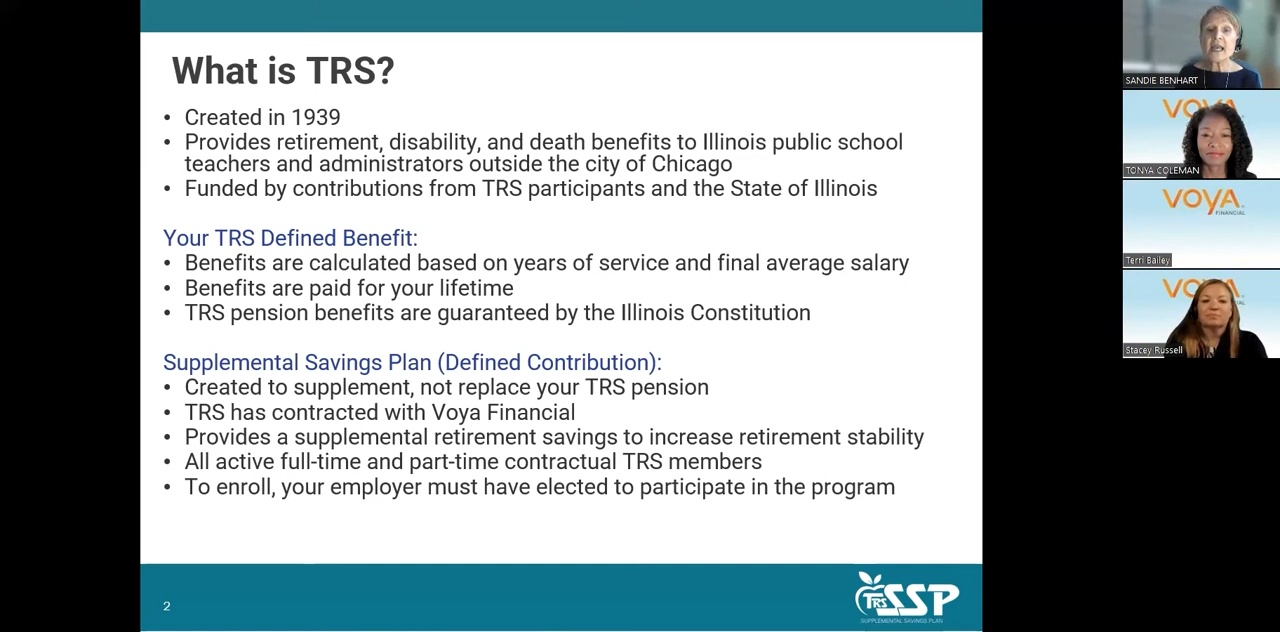 What is TRS?
• Created in 1939
• Provides retirement, disability, and death benefits to Illinois public school
teachers and administrators outside the city of Chicago
• Funded by contributions from TRS participants and the State of Illinois
Your TRS Defined Benefit:
• Benefits are calculated based on years of service and final average salary
• Benefits are paid for your lifetime
• TRS pension benefits are guaranteed by the Illinois Constitution
Supplemental Savings Plan (Defined Contribution):
• Created to supplement, not replace your TRS pension
• TRS has contracted with Voya Financial
• Provides a supplemental retirement savings to increase retirement stability
• All active full-time and part-time contractual TRS members
• To enroll, your employer must have elected to participate in the program
2
TRS SSP
SUPPLEMENTAL SAVINGS PLAN
SANDIE BENHART
VOYA
TONYA COLEMAN
VOYA
FINANCIAL
Terri Bailey
Stacey Russell